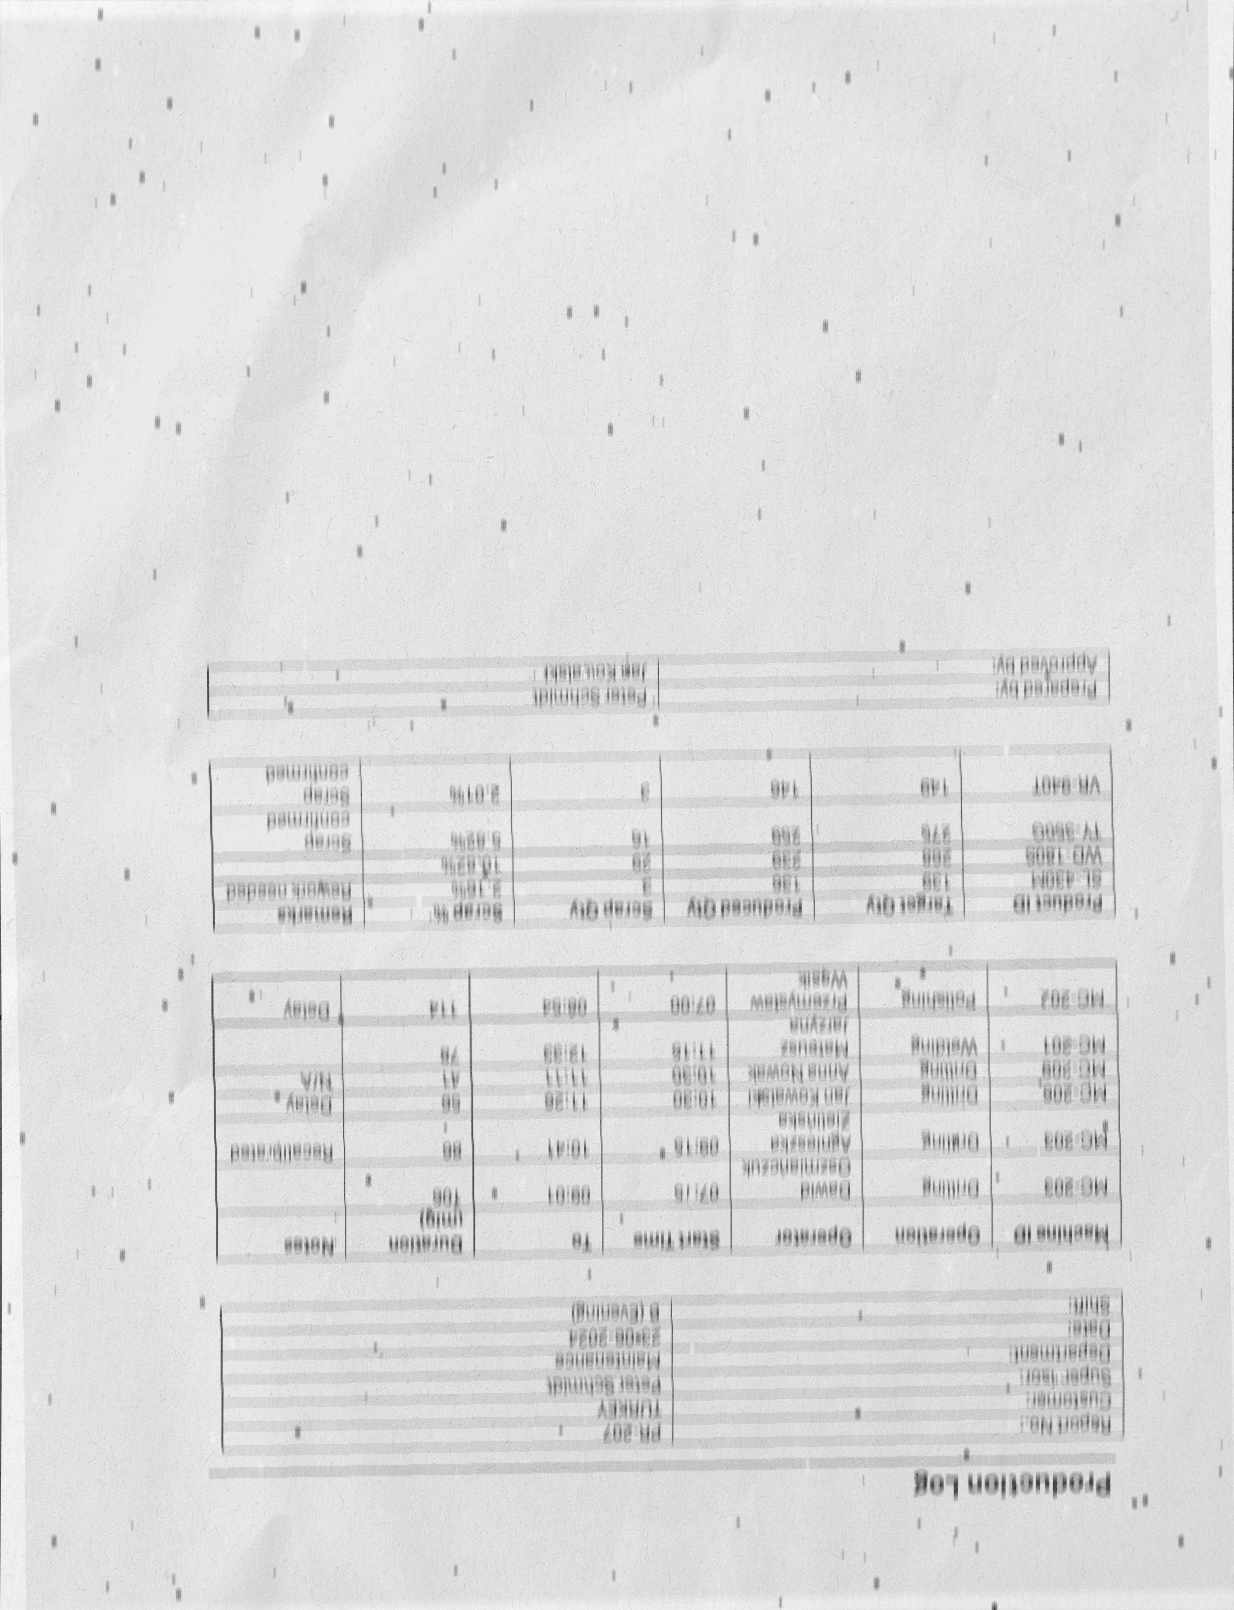 Production Log
Report No.: PR-207
Customer: TURKEY
Supervisor: Peter Schmidt
Department: Maintenance
Date: 23-06-2024
Shift: B (Evening)
Machine ID Operation Operator Start Time To Duration (min) Notes
MC-203 Drilling Dawid 07:15 09:01 106
MC-203 Drilling Agnieszka Zielińska 09:15 10:41 86 Recalibrated
MC-206 Drilling Jan Kowalski 10:30 11:26 56 Delay
MC-209 Drilling Anna Nowak 10:30 11:11 41 N/A
MC-201 Welding Mateusz Jarzyna 11:15 12:33 78
MC-202 Polishing Przemysław Wąsik 07:00 08:54 114 Delay
Product ID Target Qty Produced Qty Scrap Qty Scrap % Remarks
SL-430M 139 136 3 2.16% Rework needed
WD-180S 268 239 29 10.82%
TY-350G 275 259 16 5.82% Scrap confirmed
VR-940T 149 146 3 2.01% Scrap confirmed
Prepared by: Peter Schmidt
Approved by: Jan Kowalski